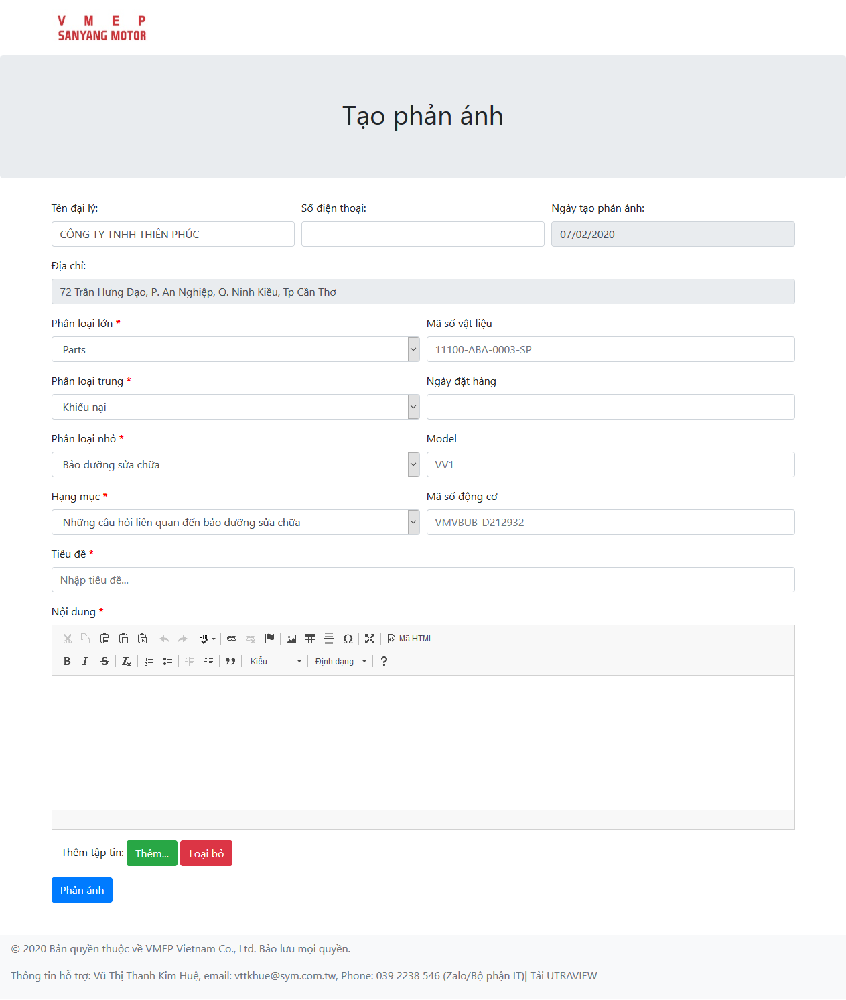 V M E P
SANYANG MOTOR
Tạo phản ánh
Tên đại lý: Số điện thoại: Ngày tạo phản ánh:
CÔNG TY TNHH THIÊN PHÚC 07/02/2020
Địa chỉ:
72 Trần Hưng Đạo, P. An Nghiệp, Q. Ninh Kiều, Tp Cần Thơ
Phân loại lớn * Mã số vật liệu
Parts 11100-ABA-0003-SP
Phân loại trung * Ngày đặt hàng
Khiếu nại
Phân loại nhỏ * Model
Bảo dưỡng sửa chữa VV1
Hạng mục * Mã số động cơ
Những câu hỏi liên quan đến bảo dưỡng sửa chữa VMVBUB-D212932
Tiêu đề *
Nhập tiêu đề...
Nội dung *
Mã HTML
Kiểu Định dạng
Thêm tập tin: Thêm... Loại bỏ
Phản ánh
© 2020 Bản quyền thuộc về VMEP Vietnam Co., Ltd. Bảo lưu mọi quyền.
Thông tin hỗ trợ: Vũ Thị Thanh Kim Huệ, email: vttkhue@sym.com.tw, Phone: 039 2238 546 (Zalo/Bộ phận IT)| Tải UTRAVIEW